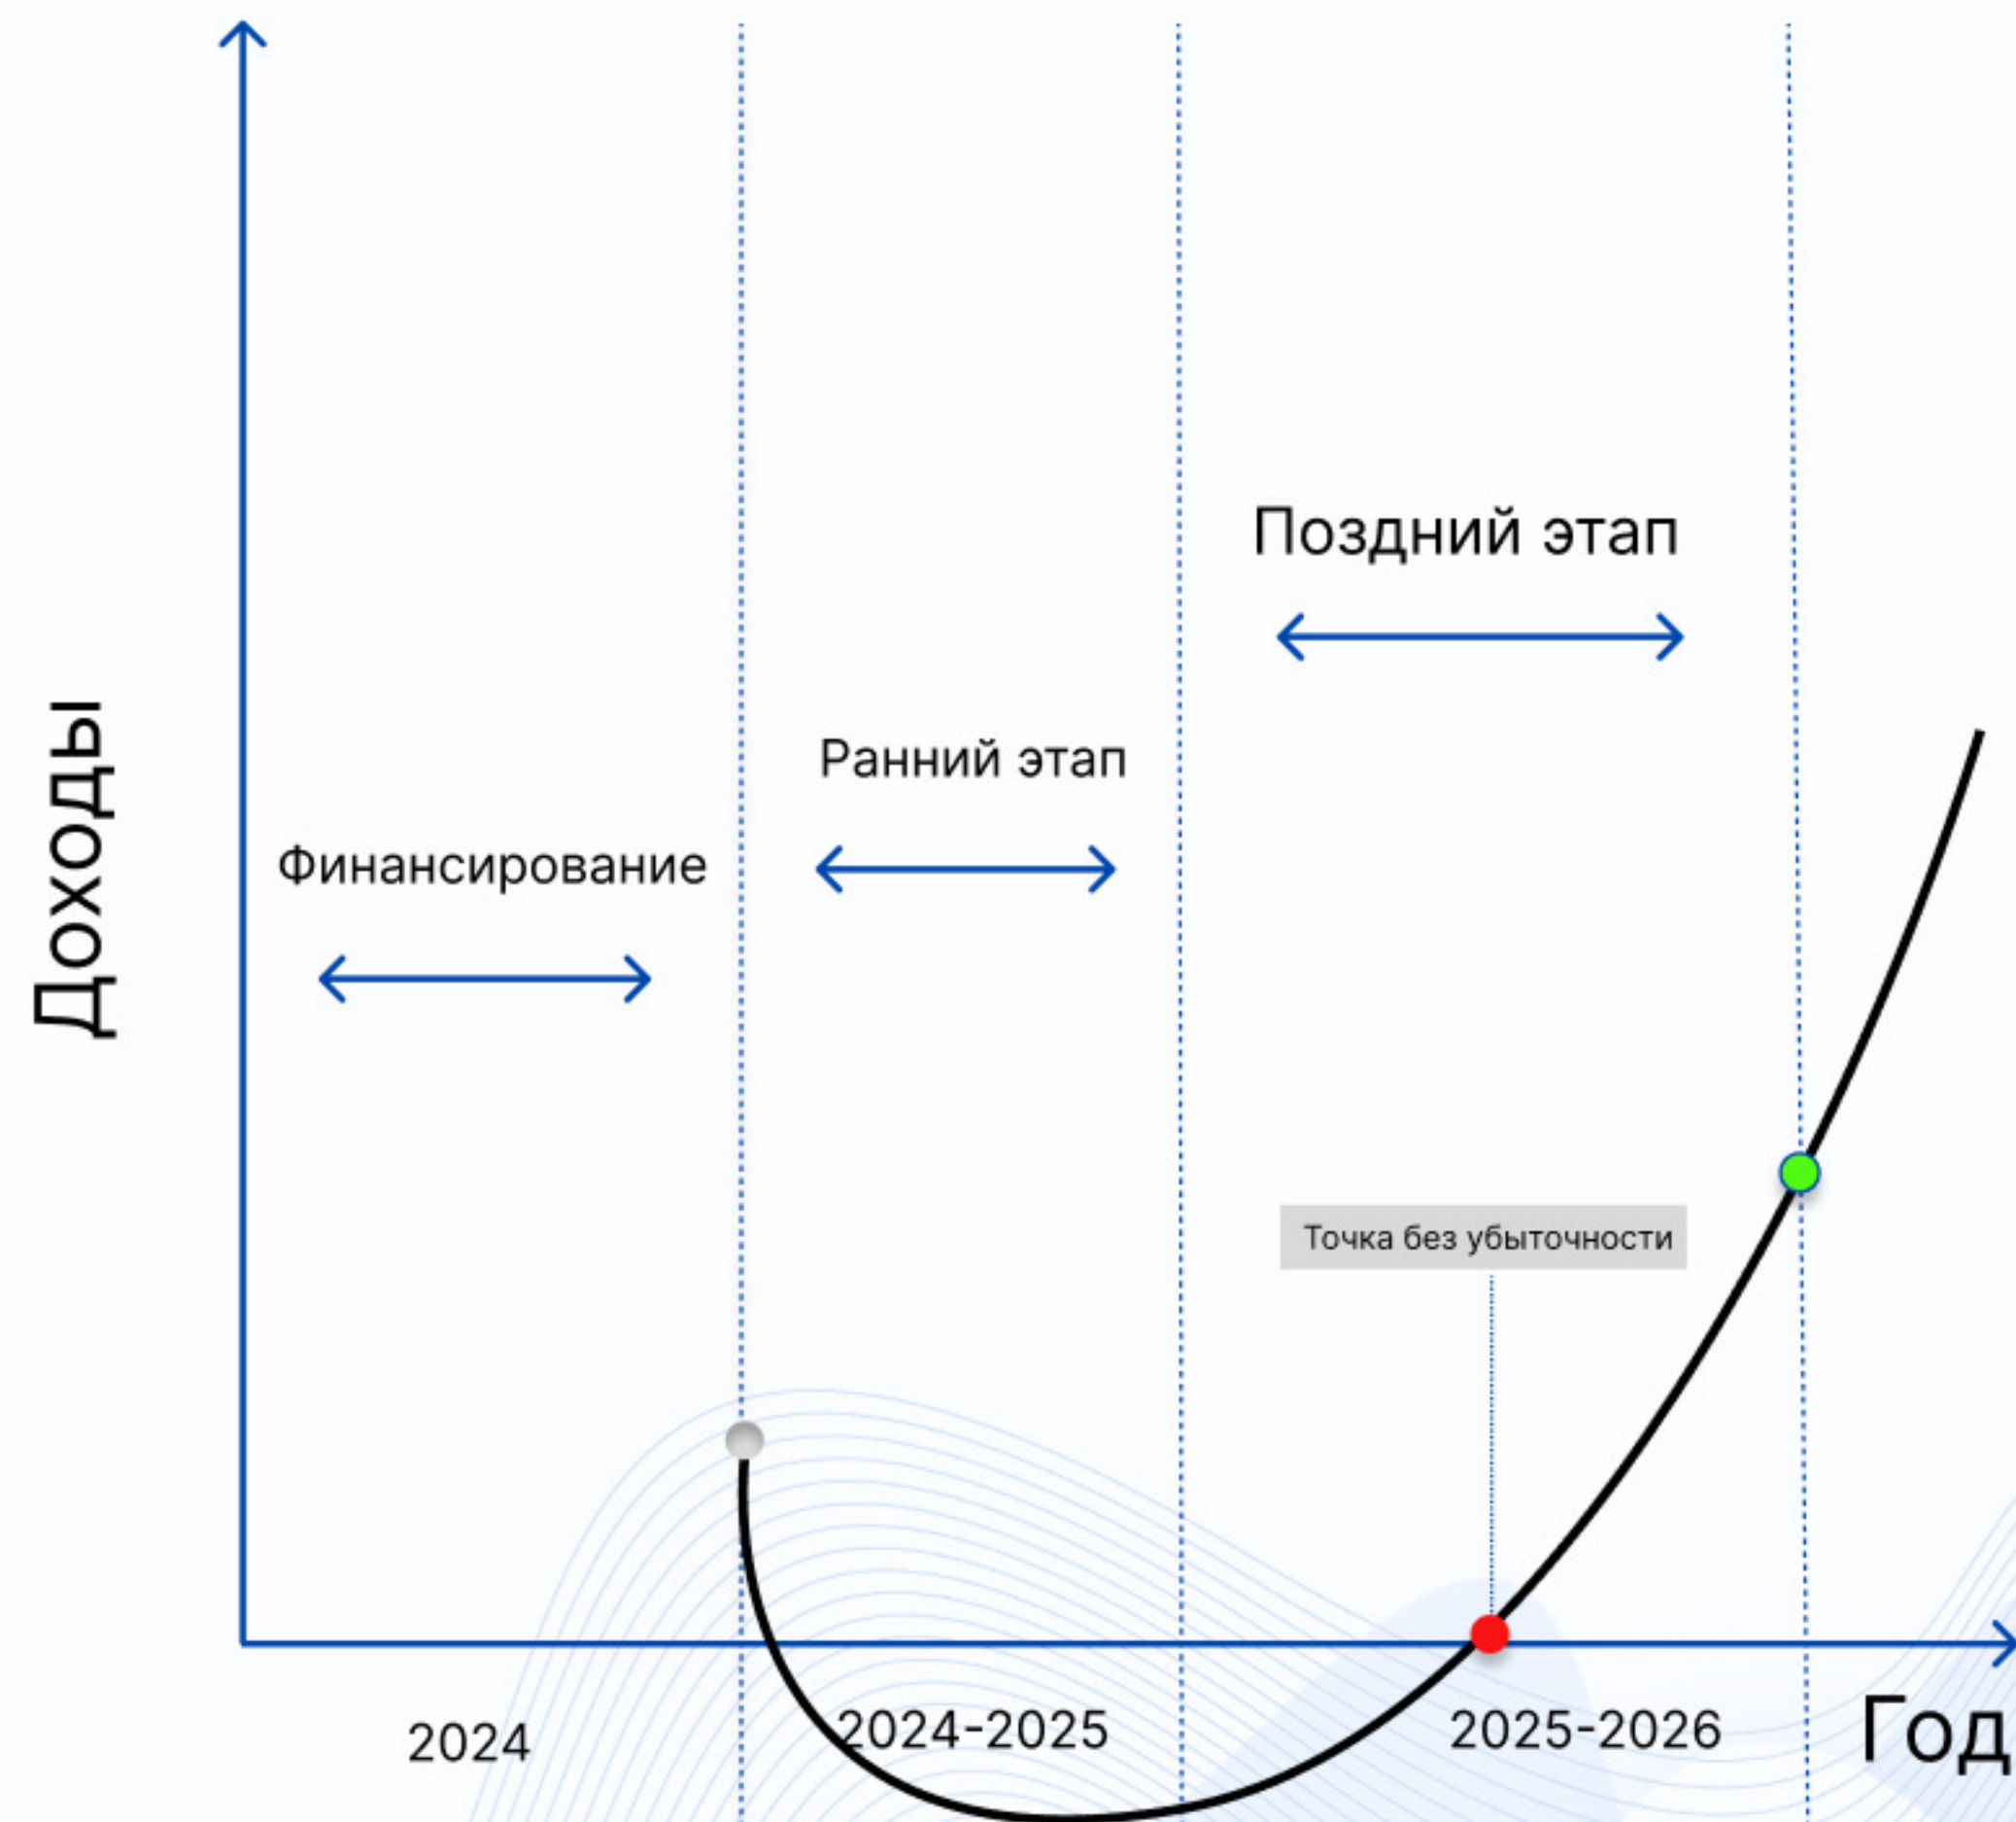 Поздний этап
Ранний этап
Финансирование
Доходы
Точка без убыточности
2024
2024-2025
2025-2026
Год